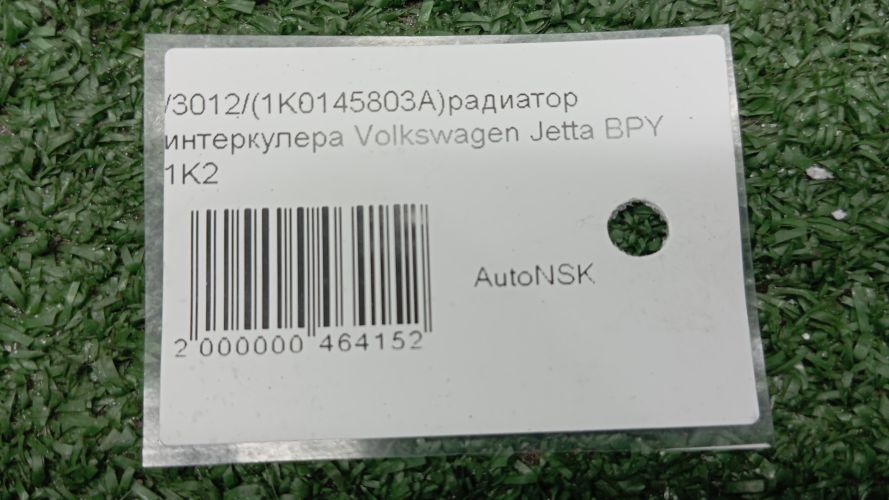 /3012/(1K0145803A)радиатор
интеркулера Volkswagen Jetta BPY
1K2
AutoNSK
2 000000 464152